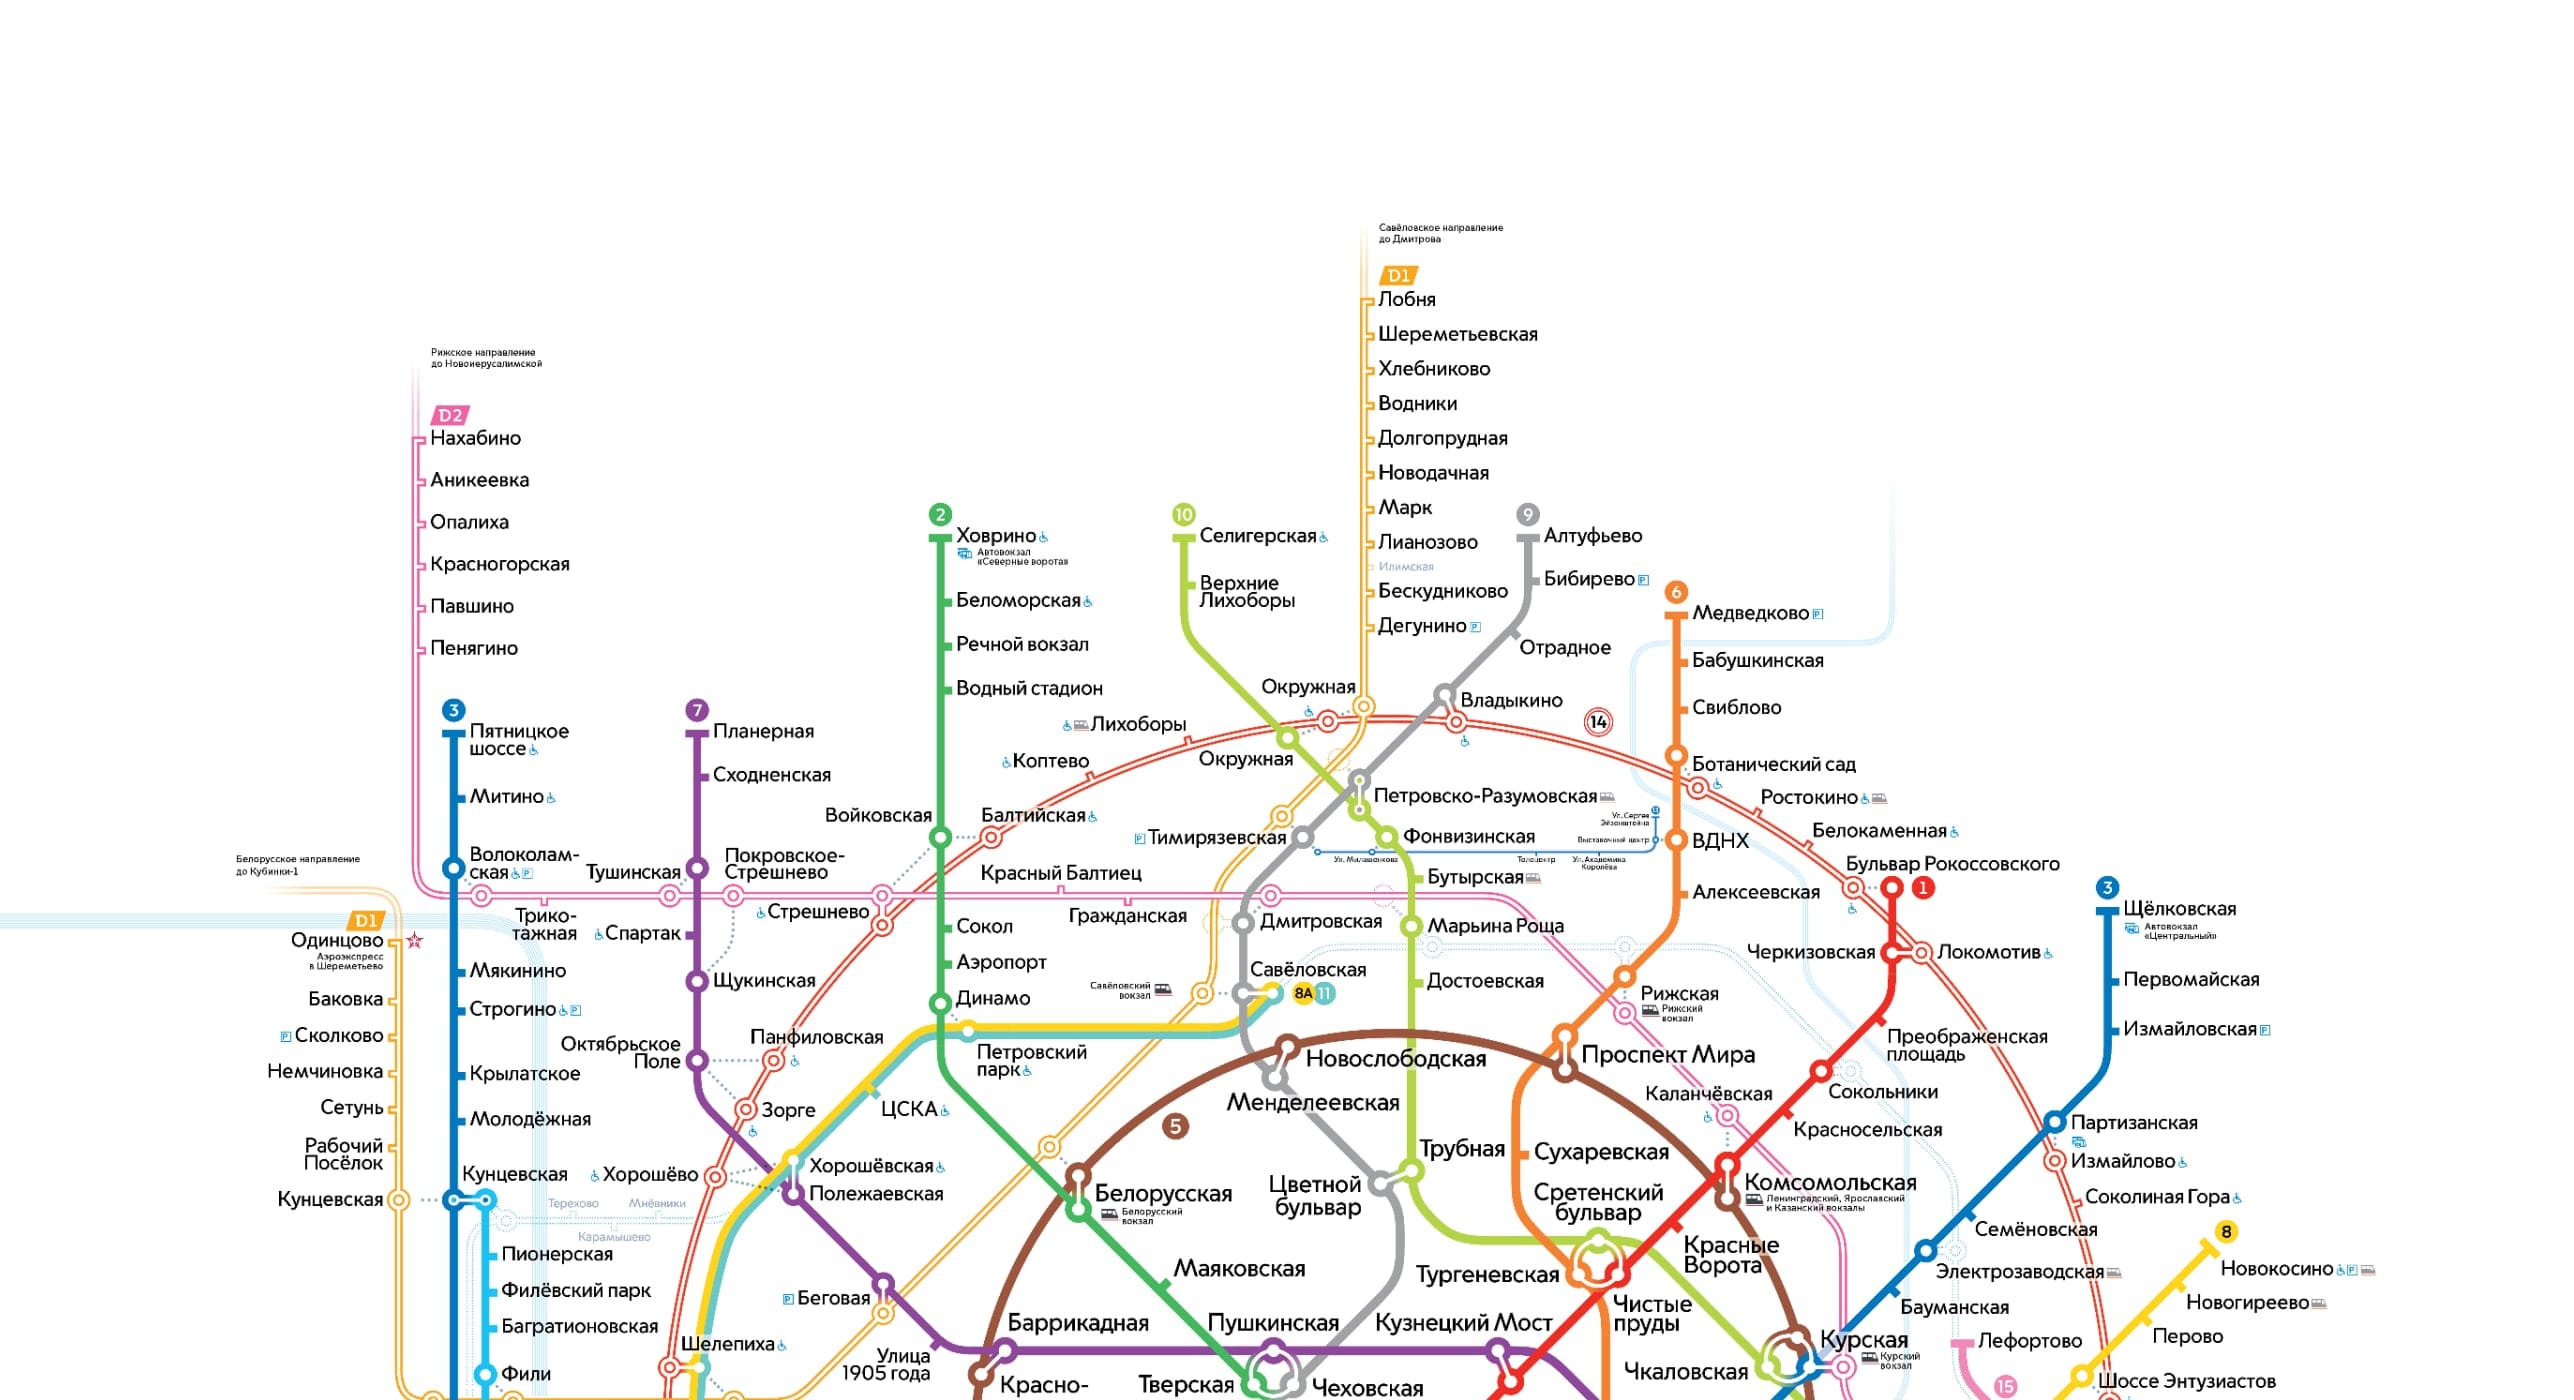 Савёловское направление
до Дмитрова
D1
Лобня
Шереметьевская
Хлебниково
Водники
Долгопрудная
Новодачная
Марк
Лианозово
Илимская
Бескудниково
Дегунино P
Окружная
Рижское направление
до Новоиерусалимской
D2
Нахабино
Аникеевка
Опалиха
Красногорская
Павшино
Пенягино
3
Пятницкое
шоссе
Митино
Волоколам-
ская P
Трико-
тажная
Мякинино
Строгино P
Крылатское
Молодёжная
Кунцевская
Пионерская
Филёвский парк
Багратионовская
Фили
Белорусское направление
до Кубинки-1
D1
Одинцово
Аэроэкспресс
в Шереметьево
Баковка
P Сколково
Немчиновка
Сетунь
Рабочий
Посёлок
Кунцевская
Терехово
Мнёвники
Карамышево
7
Планерная
Сходненская
Тушинская
Покровское-
Стрешнево
Спартак
Щукинская
Октябрьское
Поле
Стрешнево
Панфиловская
Зорге
Хорошёво
Хорошёвская
Полежаевская
P Беговая
Шелепиха
Улица
1905 года
Баррикадная
Красно-
2
Ховрино
Автовокзал
«Северные ворота»
Беломорская
Речной вокзал
Водный стадион
Войковская
Балтийская
Коптево
Лихоборы
Сокол
Аэропорт
Динамо
Петровский
парк
ЦСКА
Красный Балтиец
Гражданская
Белорусская
Белорусский
вокзал
Маяковская
Тверская
Пушкинская
Чеховская
Кузнецкий Мост
10
Селигерская
Верхние
Лихоборы
Окружная
Петровско-Разумовская
Фонвизинская
Бутырская
Марьина Роща
Достоевская
Трубная
Сретенский
бульвар
Чкаловская
9
Алтуфьево
Бибирево P
Отрадное
Владыкино
P Тимирязевская
Дмитровская
Савёловская
Савёловский
вокзал
8А 11
Новослободская
Менделеевская
5
Цветной
бульвар
Ул. Сергея
Эйзенштейна
Выставочный центр
Ул. Милашенкова
Телецентр
Ул. Академика
Королёва
14
6
Медведково P
Бабушкинская
Свиблово
Ботанический сад
ВДНХ
Алексеевская
Рижская
Рижский
вокзал
Проспект Мира
Сухаревская
Тургеневская
Ростокино
Белокаменная
Бульвар Рокоссовского
1
Черкизовская
Локомотив
Преображенская
площадь
Сокольники
Красносельская
Каланчёвская
Комсомольская
Ленинградский, Ярославский
и Казанский вокзалы
Красные
Ворота
Чистые
пруды
Курская
Курский
вокзал
3
Щёлковская
Автовокзал
«Центральный»
Первомайская
Измайловская P
Партизанская
Измайлово
Соколиная Гора
Семёновская
Электрозаводская
Бауманская
Лефортово
15
8
Новокосино P
Новогиреево
Перово
Шоссе Энтузиастов